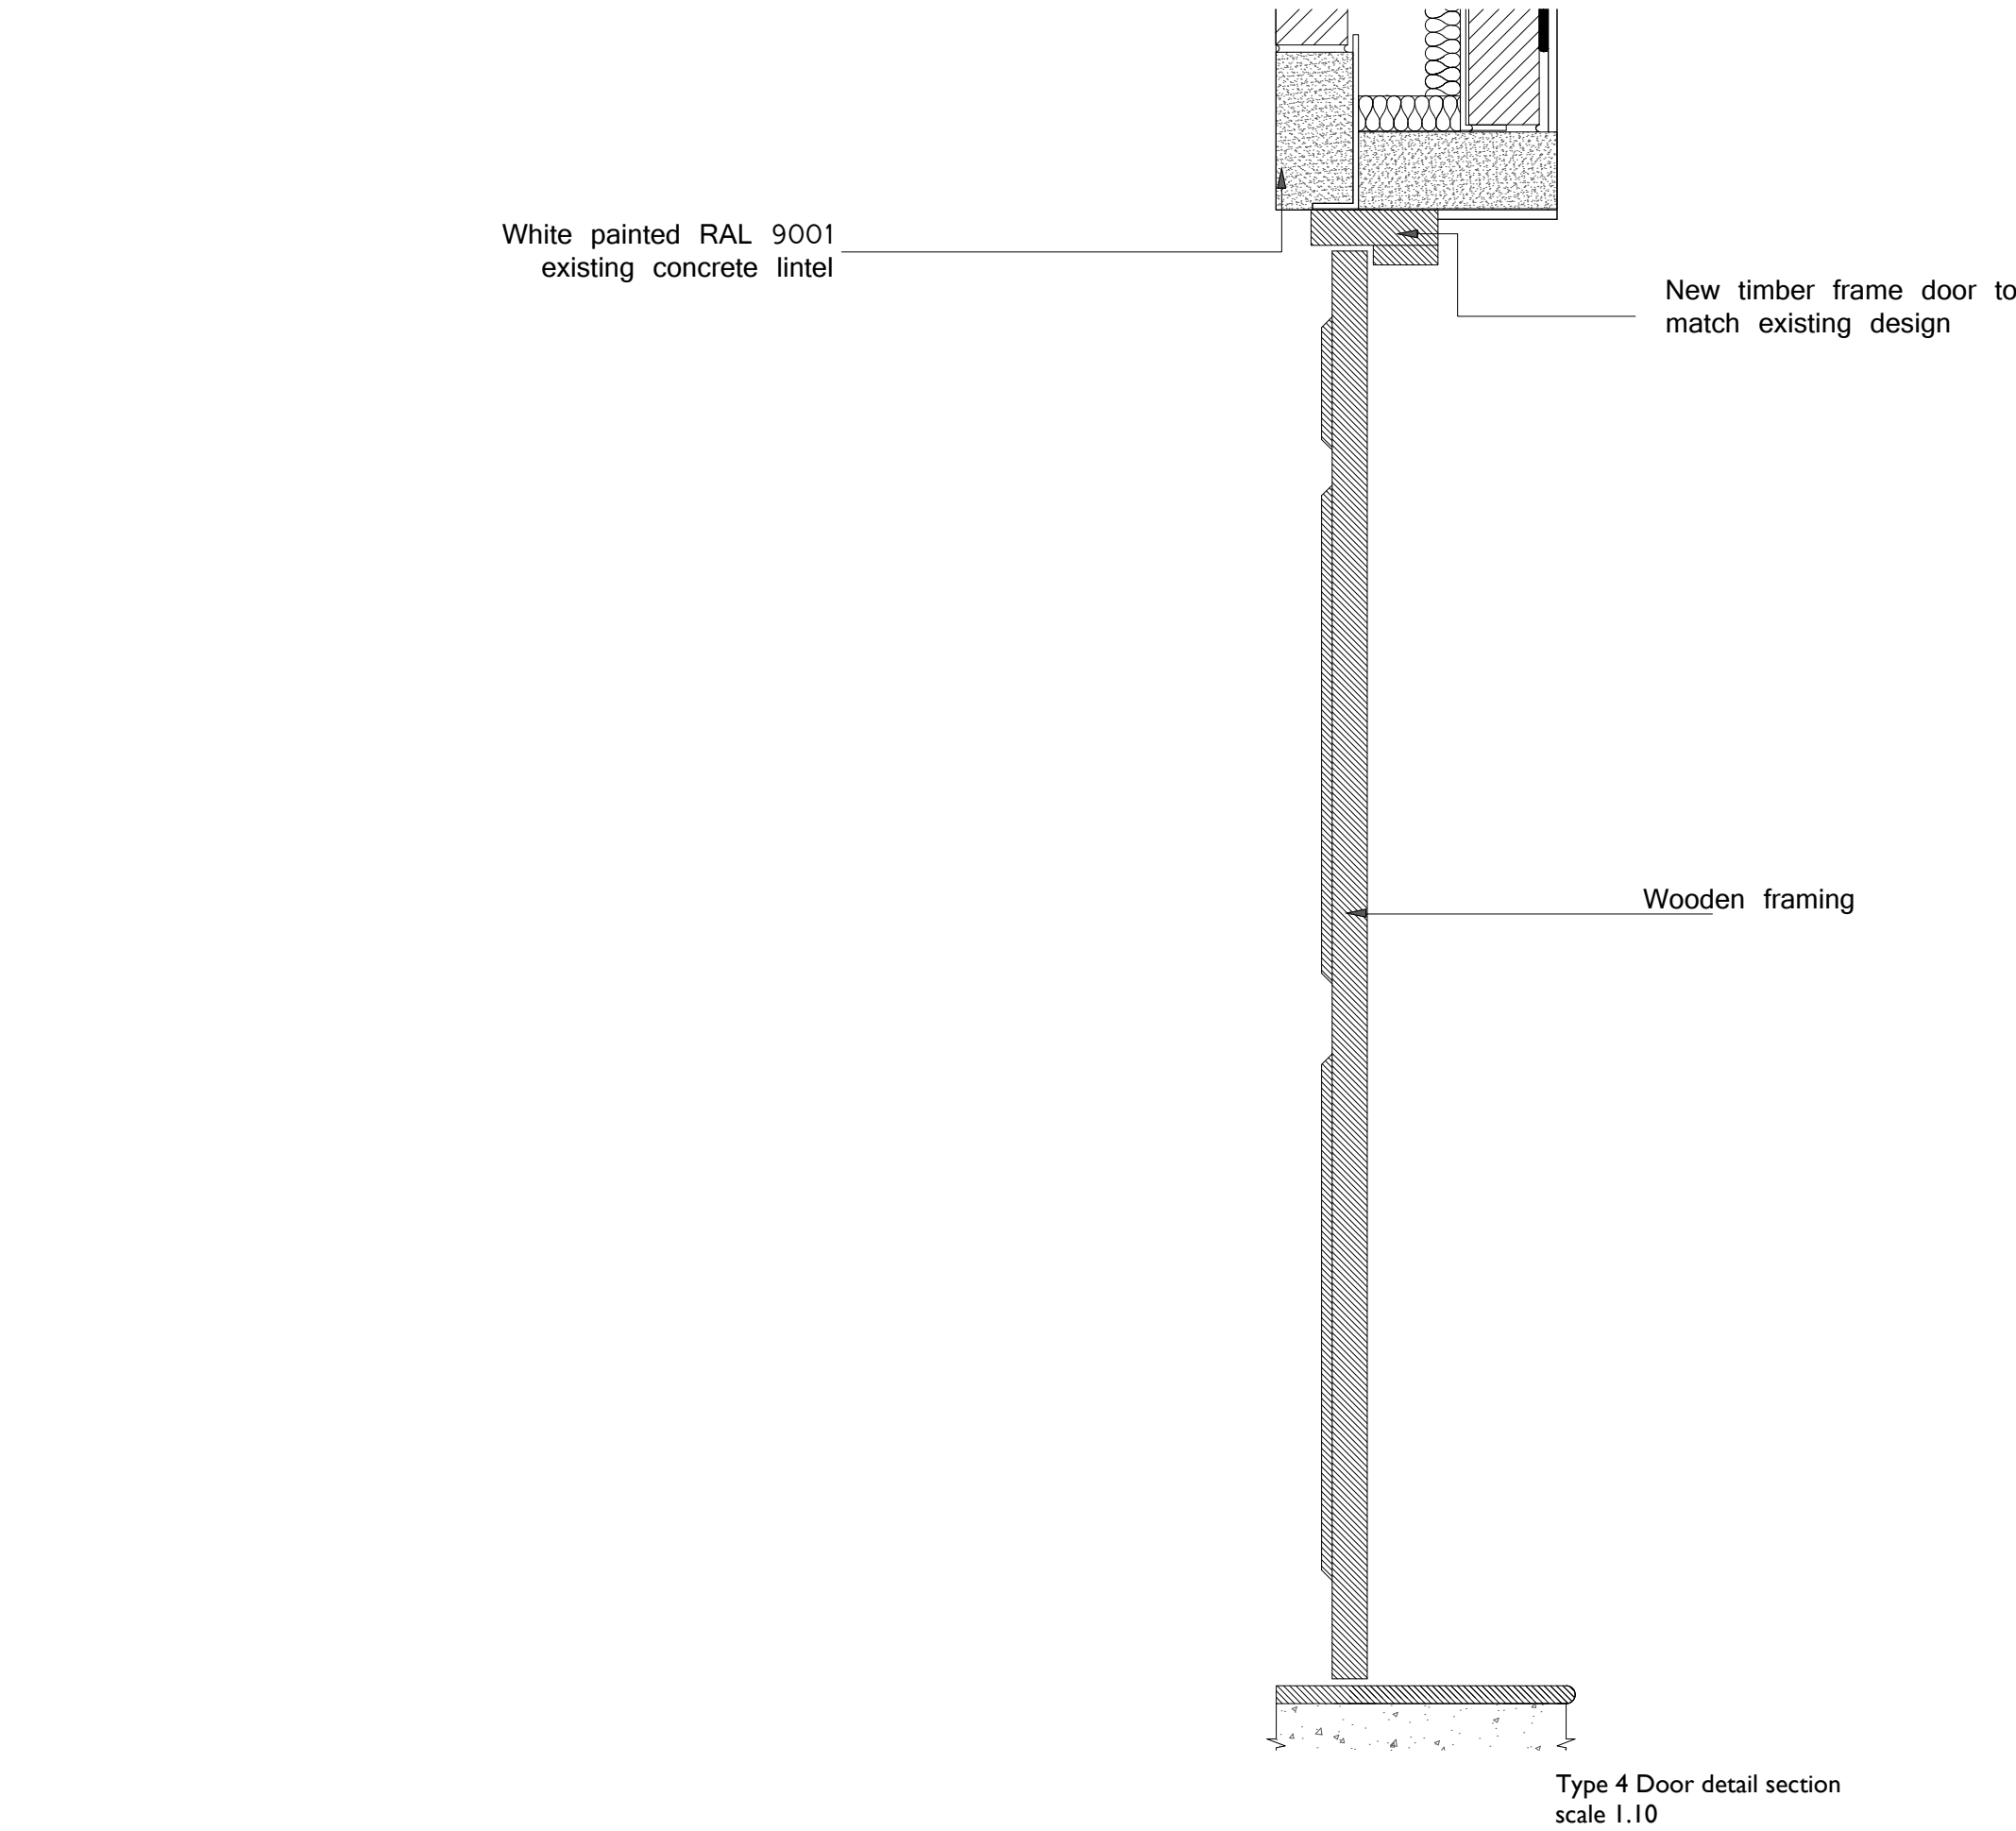 White painted RAL 9001
existing concrete lintel
New timber frame door to
match existing design
Wooden framing
Type 4 Door detail section
scale 1.10